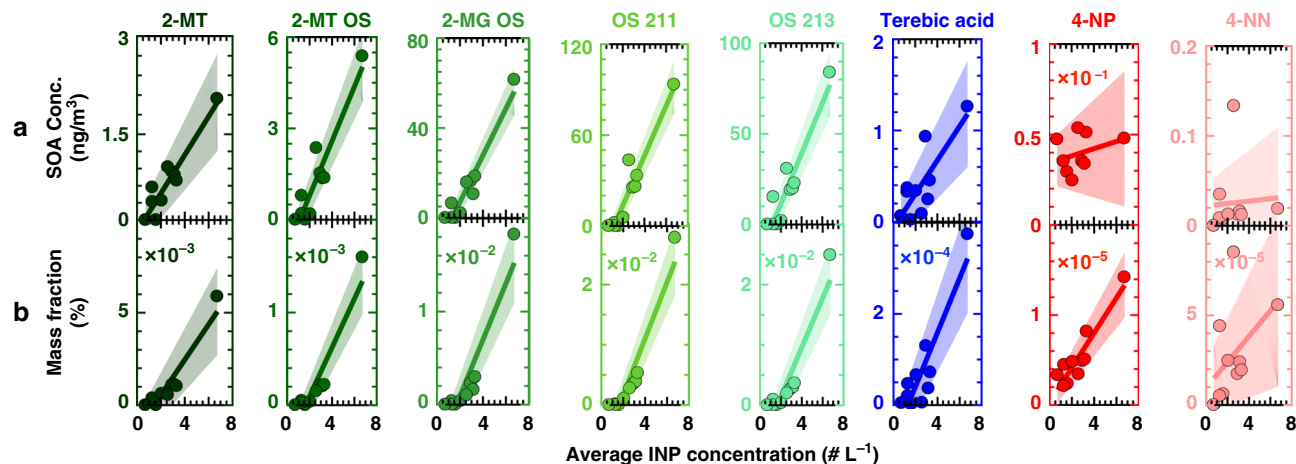 2-MT 2-MT OS 2-MG OS OS 211 OS 213 Terebic acid 4-NP 4-NN
a
SOA Conc.
(ng/m³)
3 1.5 0
6 3 0
80 40 0
120 60 0
100 50 0
2 1 0
×10⁻¹
1 0.5 0
0.2 0.1 0
b
Mass fraction
(%)
×10⁻³ ×10⁻³ ×10⁻² ×10⁻² ×10⁻² ×10⁻⁴ ×10⁻⁵ ×10⁻⁵
5 0
2 1 0
1 0
2 0
2 0
4 2 0
1 0
5 0
0 4 8 0 4 8 0 4 8 0 4 8 0 4 8 0 4 8 0 4 8 0 4 8
Average INP concentration (# L⁻¹)